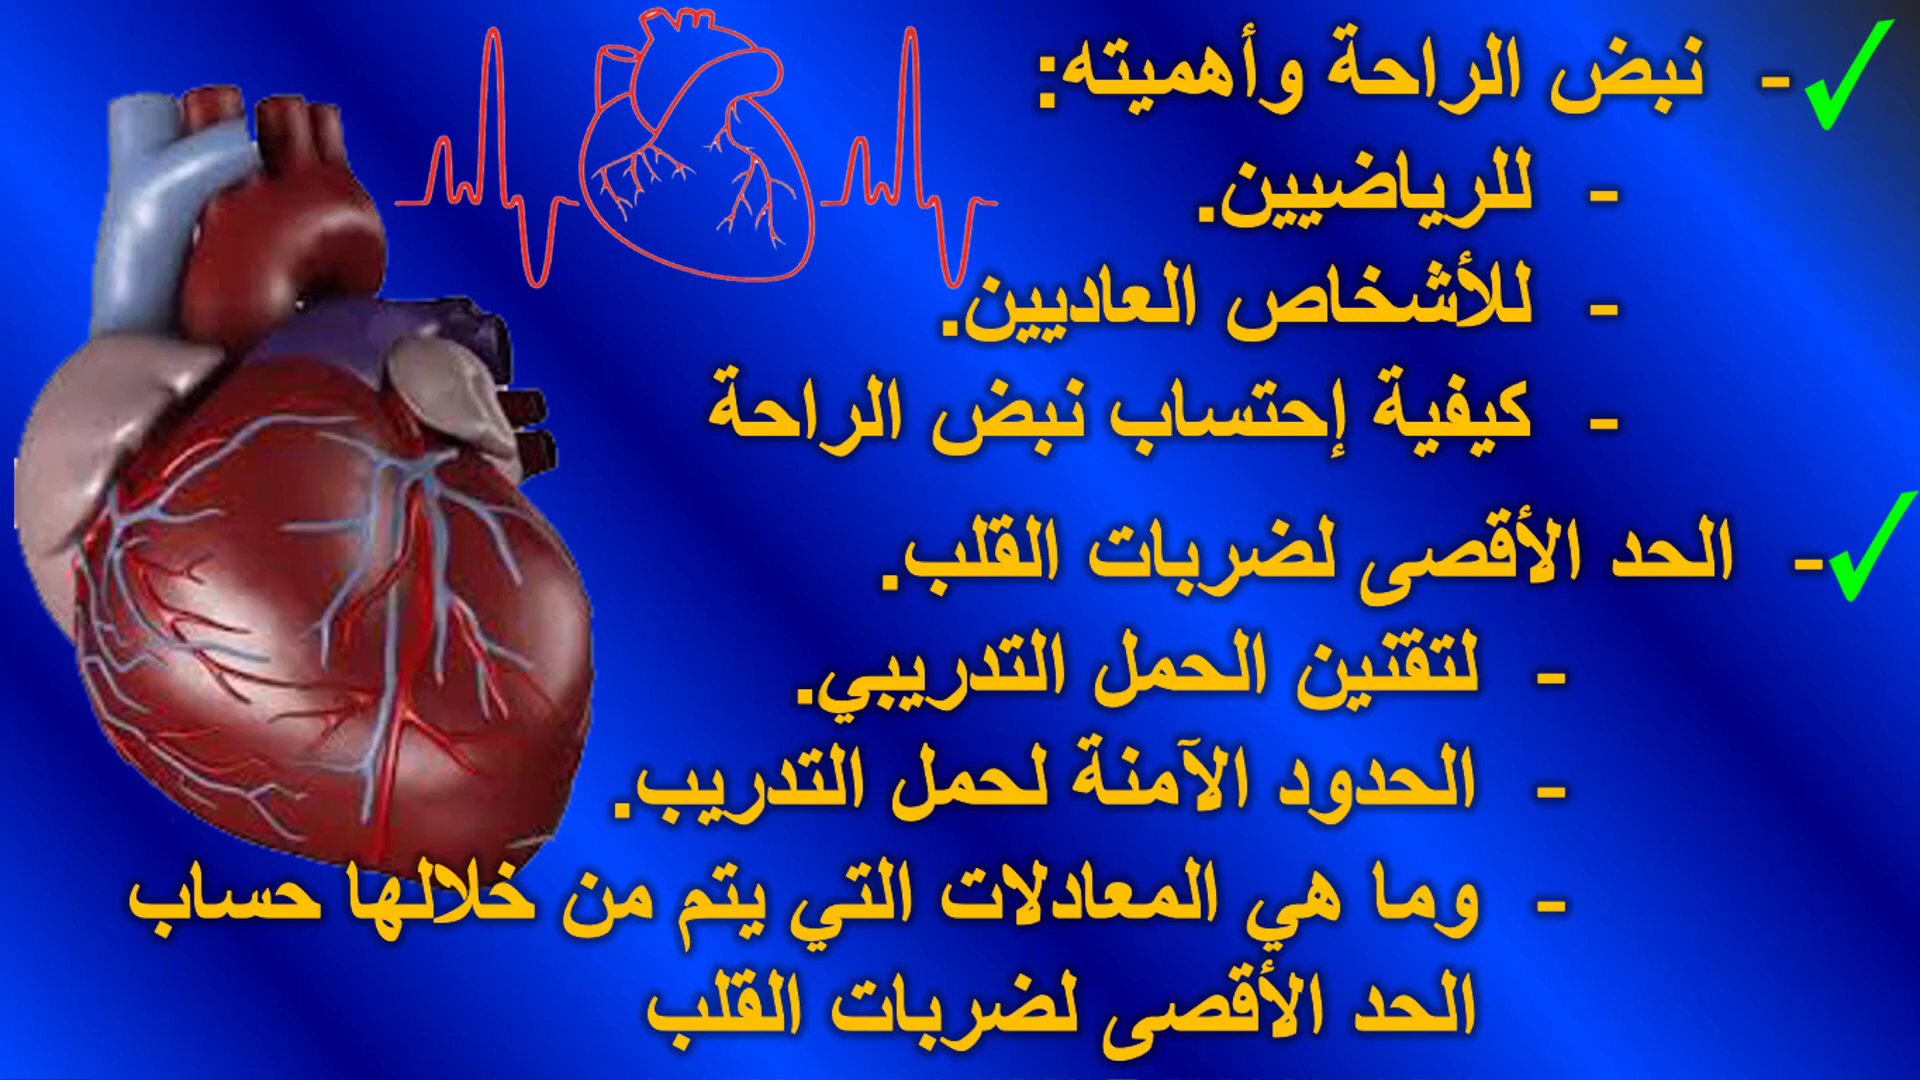 - نبض الراحة وأهميته:
- للرياضيين.
- للأشخاص العاديين.
- كيفية إحتساب نبض الراحة
- الحد الأقصى لضربات القلب.
- لتقنين الحمل التدريبي.
- الحدود الآمنة لحمل التدريب.
- وما هي المعادلات التي يتم من خلالها حساب
الحد الأقصى لضربات القلب